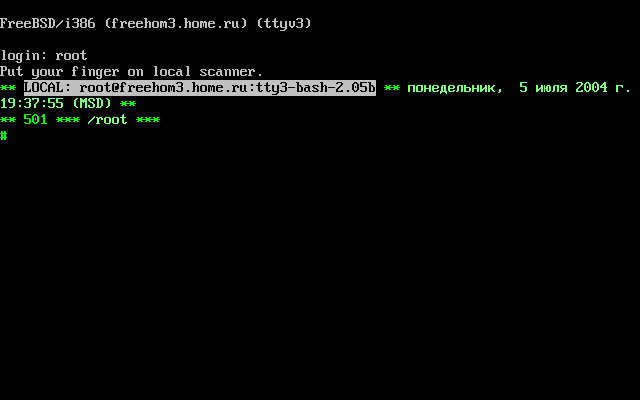 FreeBSD/i386 (freehom3.home.ru) (ttyv3)
login: root
Put your finger on local scanner.
** LOCAL: root@freehom3.home.ru:tty3-bash-2.05b ** понедельник,  5 июля 2004 г.
19:37:55 (MSD) **
** 501 *** /root ***
#